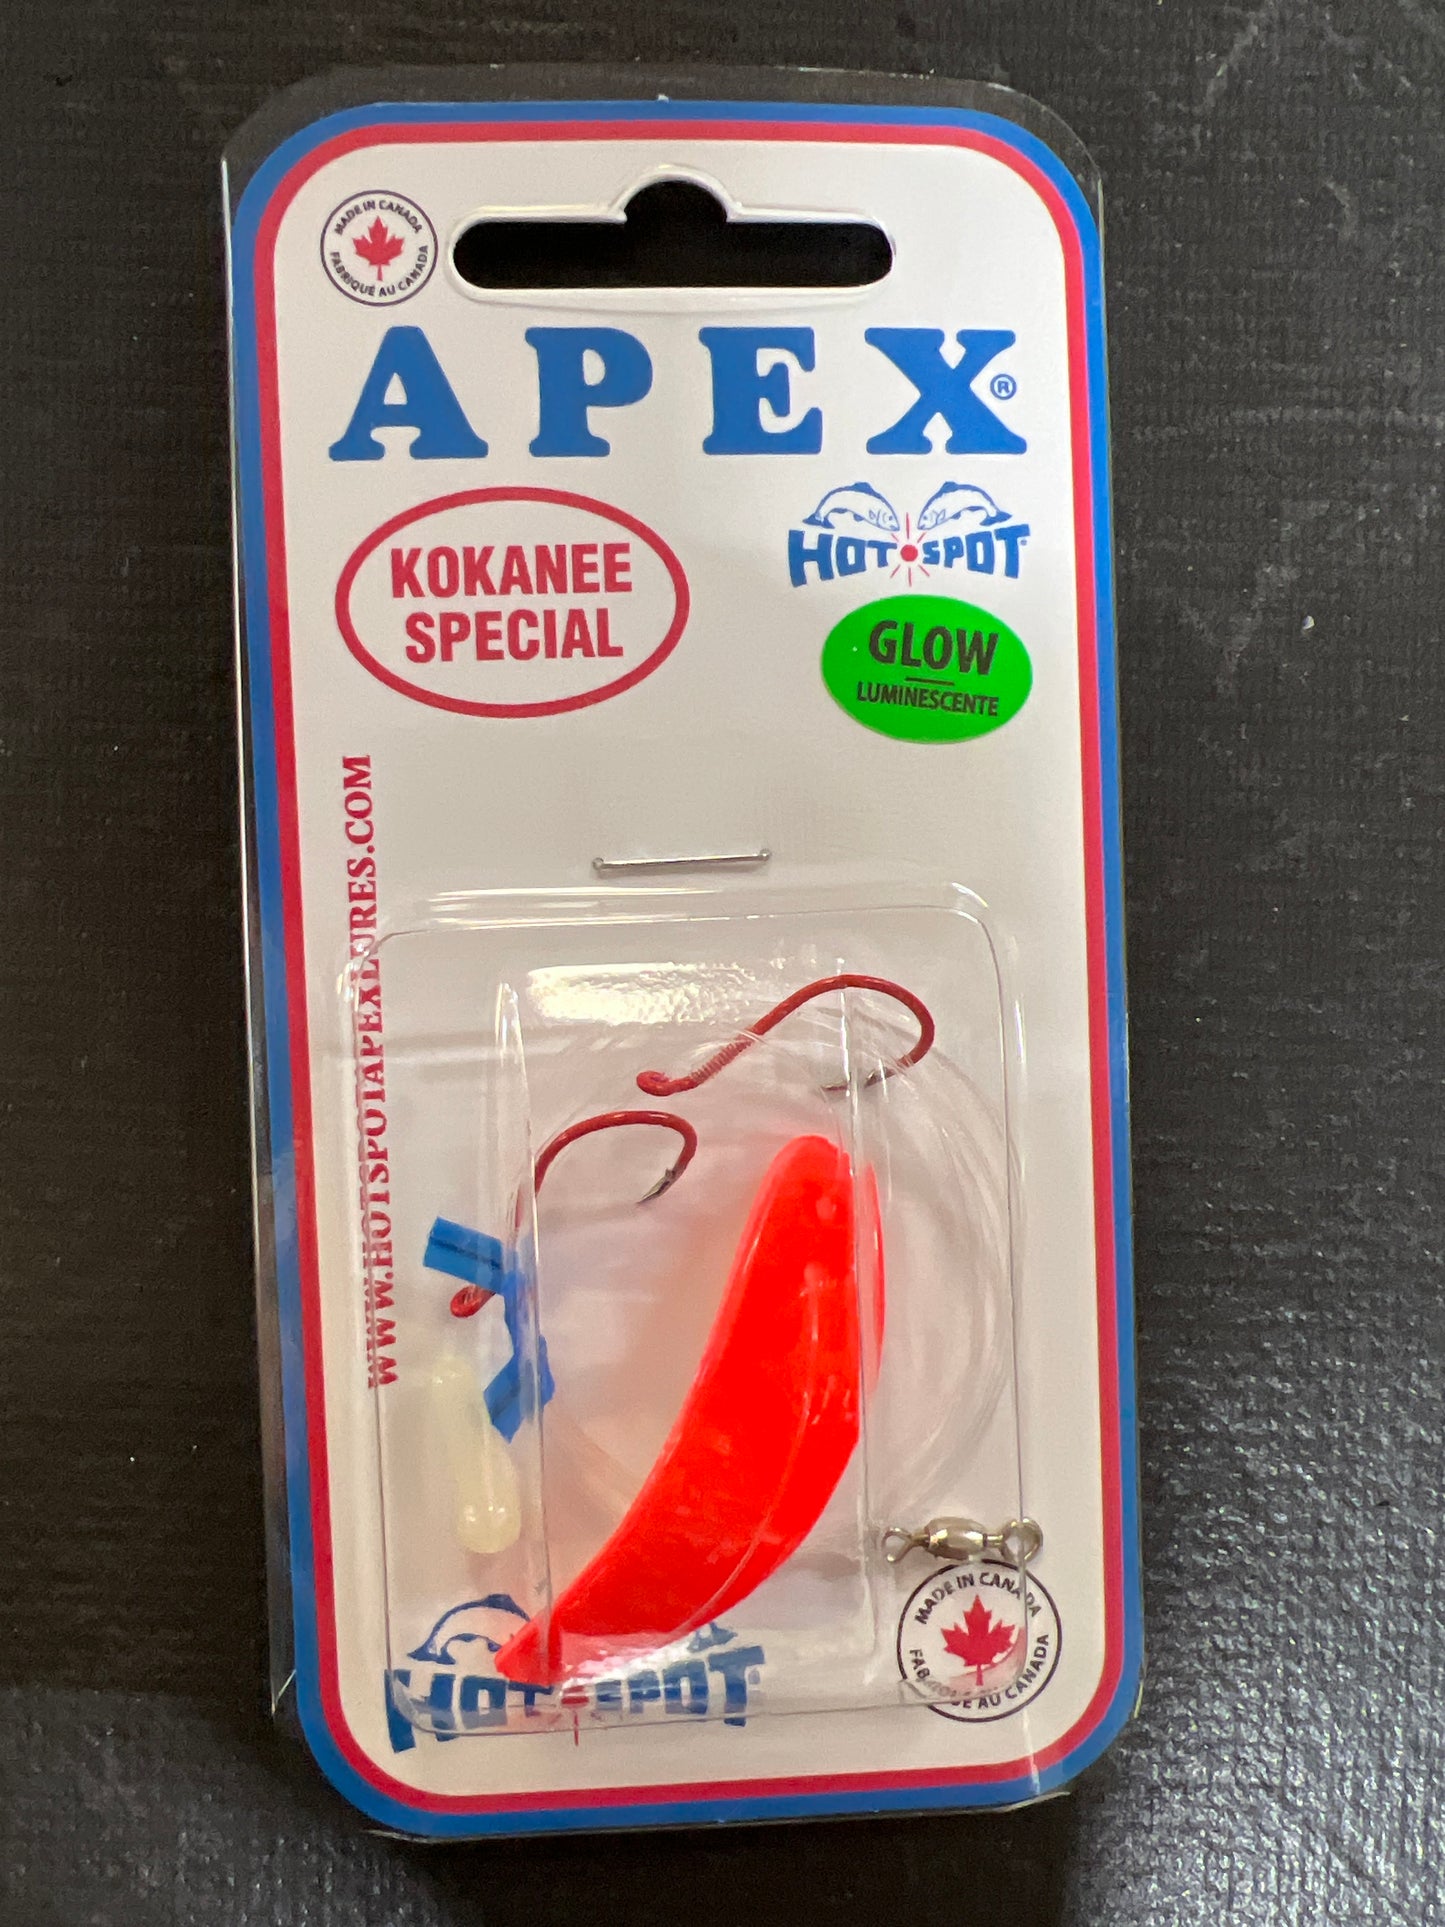 MADE IN CANADA
FABRIQUÉ AU CANADA
APEX®
KOKANEE
SPECIAL
HOT SPOT®
GLOW
LUMINESCENTE
WWW.HOTSPOTAPEXLURES.COM
HOT SPOT
MADE IN CANADA
FABRIQUÉ AU CANADA